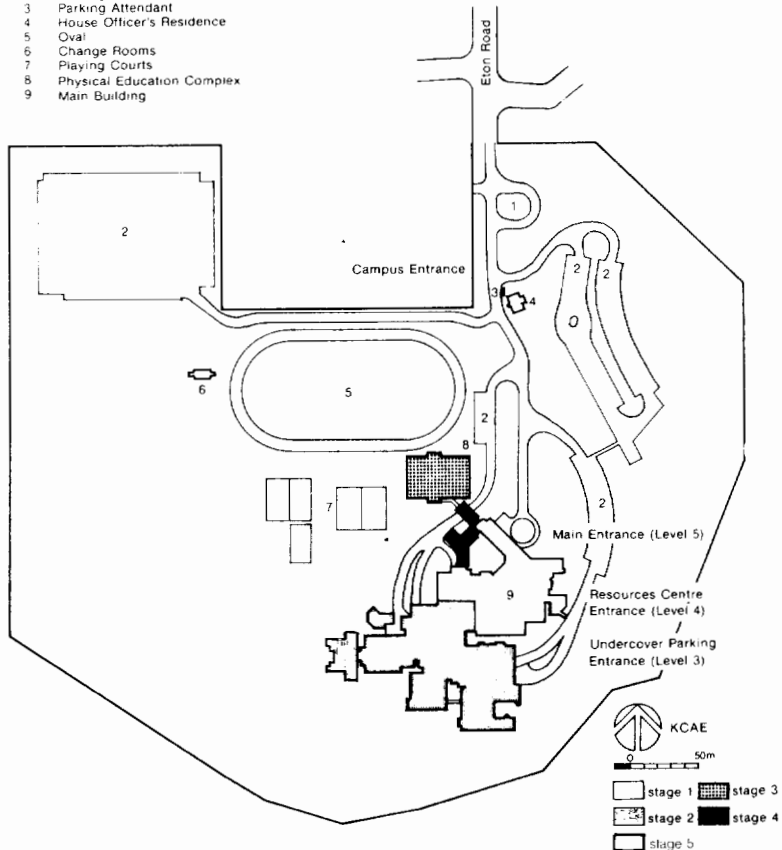 3 Parking Attendant
4 House Officer's Residence
5 Oval
6 Change Rooms
7 Playing Courts
8 Physical Education Complex
9 Main Building
Eton Road
1
2
Campus Entrance
2
2
3
4
6
5
2
8
2
7
Main Entrance (Level 5)
9
Resources Centre
Entrance (Level 4)
Undercover Parking
Entrance (Level 3)
KCAE
0 50m
stage 1
stage 3
stage 2
stage 4
stage 5